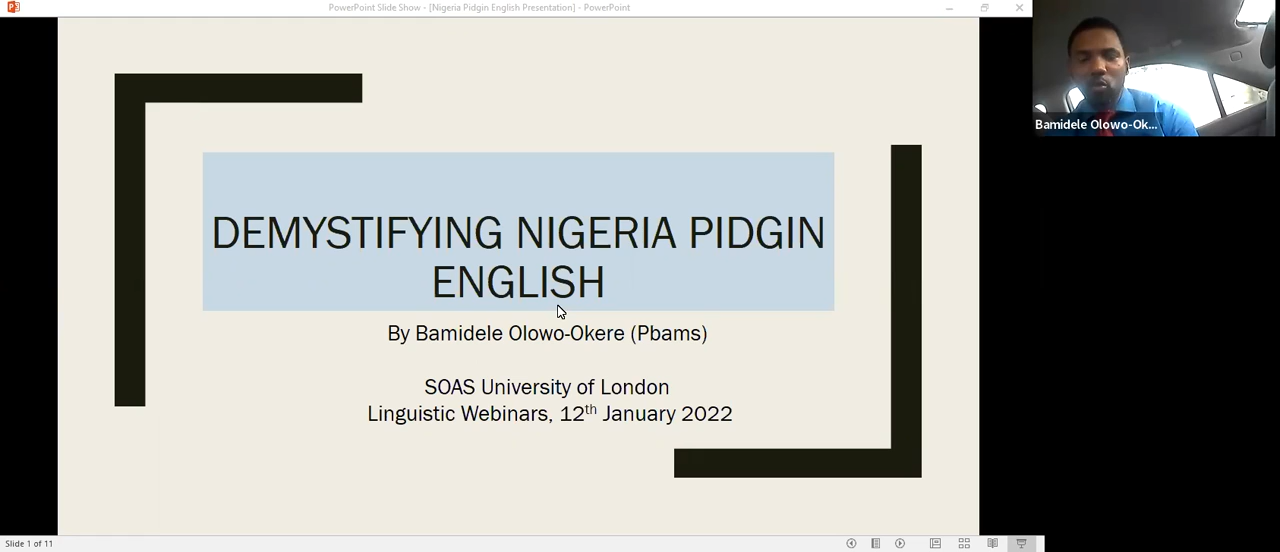 PowerPoint Slide Show - [Nigeria Pidgin English Presentation] - PowerPoint
DEMYSTIFYING NIGERIA PIDGIN
ENGLISH
By Bamidele Olowo-Okere (Pbams)
SOAS University of London
Linguistic Webinars, 12th January 2022
Bamidele Olowo-Ok...
Slide 1 of 11